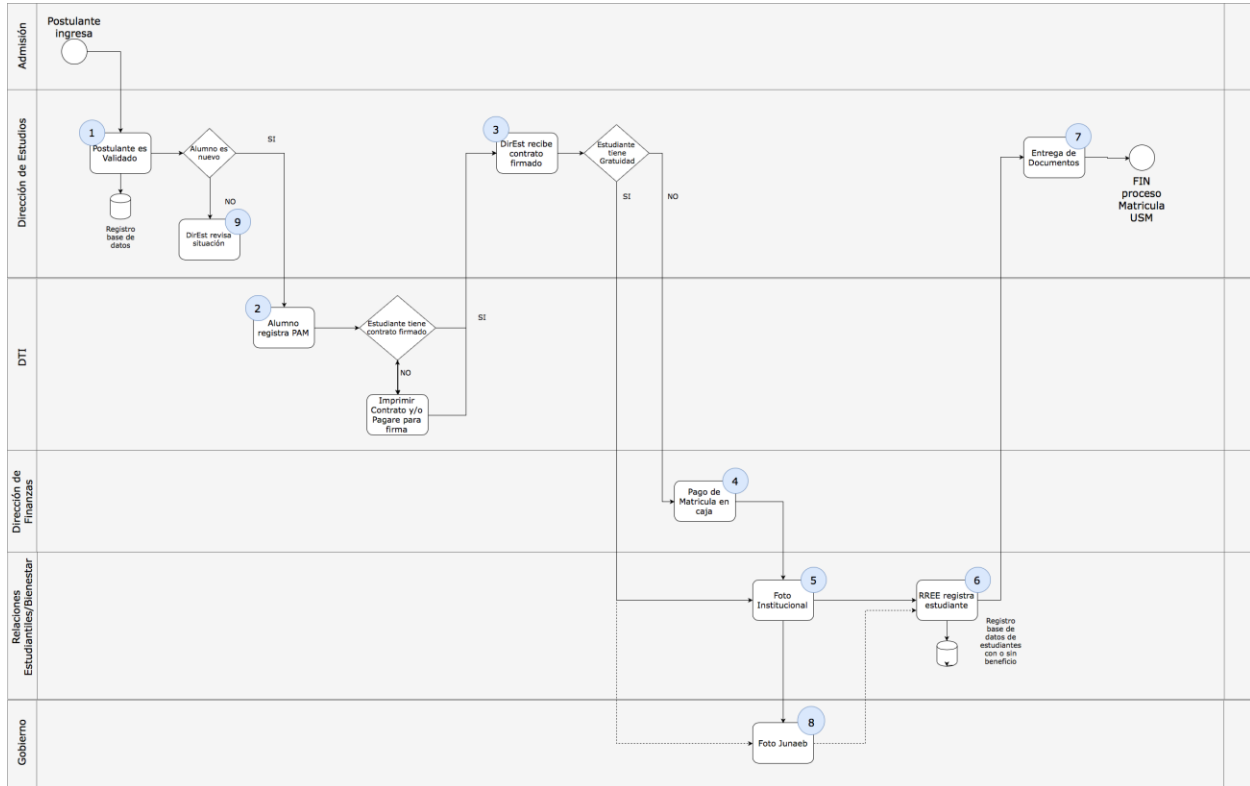 Admisión
Postulante
ingresa
Dirección de Estudios
1
Postulante es
Validado
Registro
base de
datos
Alumno es
nuevo
SI
NO
9
DirEst revisa
situación
3
DirEst recibe
contrato
firmado
Estudiante
tiene
Gratuidad
SI
NO
7
Entrega de
Documentos
FIN
proceso
Matricula
USM
DTI
2
Alumno
registra PAM
Estudiante tiene
contrato firmado
SI
NO
Imprimir
Contrato y/o
Pagare para
firma
Dirección de
Finanzas
4
Pago de
Matricula en
caja
Relaciones
Estudiantiles/Bienestar
5
Foto
Institucional
6
RREE registra
estudiante
Registro
base de
datos de
estudiantes
con o sin
beneficio
Gobierno
8
Foto Junaeb